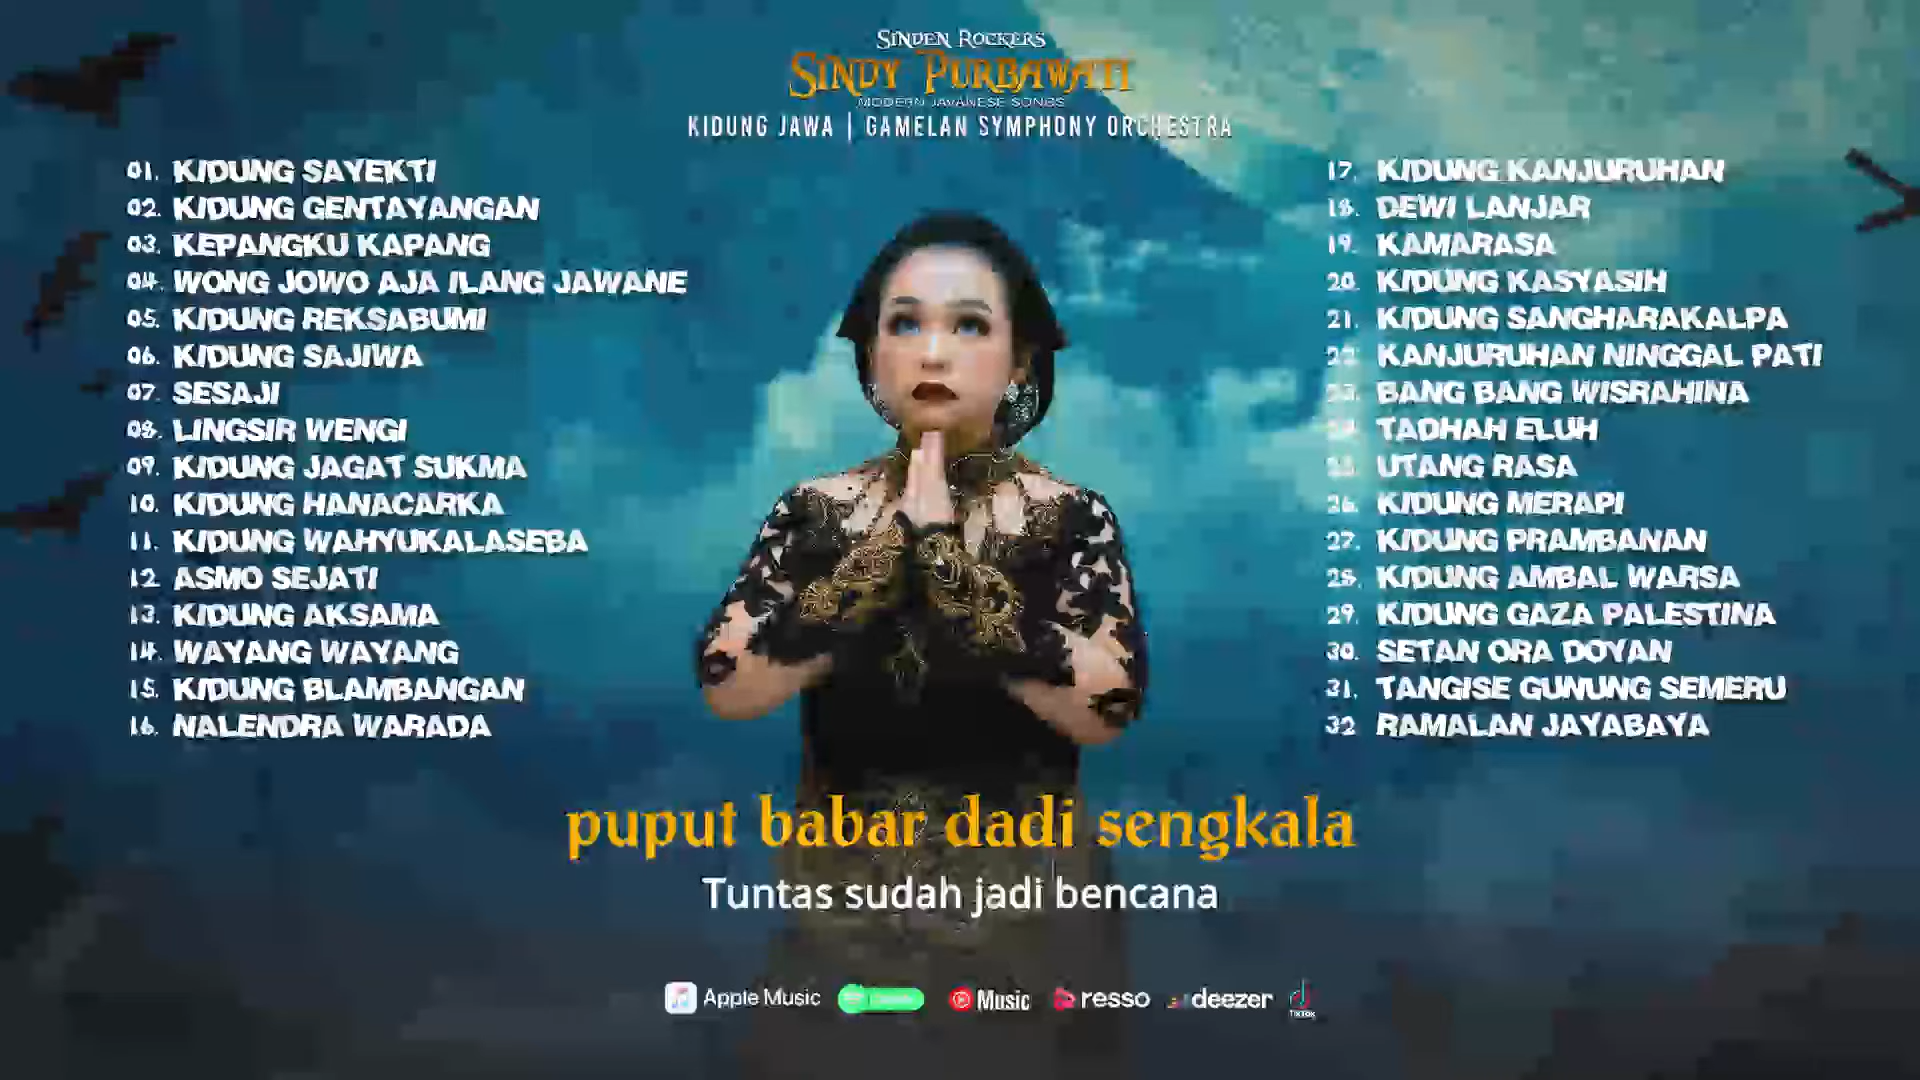 SINDEN ROCKERS
SINDY PURBAWATI
MODERN JAVANESE SONGS
KIDUNG JAWA | GAMELAN SYMPHONY ORCHESTRA
01. KIDUNG SAYEKTI
02. KIDUNG GENTAYANGAN
03. KEPANGKU KAPANG
04. WONG JOWO AJA ILANG JAWANE
05. KIDUNG REKSABUMI
06. KIDUNG SAJIWA
07. SESAJI
08. LINGSIR WENGI
09. KIDUNG JAGAT SUKMA
10. KIDUNG HANACARKA
11. KIDUNG WAHYUKALASEBA
12 ASMO SEJATI
13. KIDUNG AKSAMA
14. WAYANG WAYANG
15. KIDUNG BLAMBANGAN
16. NALENDRA WARADA
17. KIDUNG KANJURUHAN
18. DEWI LANJAR
19. KAMARASA
20. KIDUNG KASYASIH
21. KIDUNG SANGHARAKALPA
22 KANJURUHAN NINGGAL PATI
23. BANG BANG WISRAHINA
TADHAH ELUH
UTANG RASA
26. KIDUNG MERAPI
27. KIDUNG PRAMBANAN
28. KIDUNG AMBAL WARSA
29. KIDUNG GAZA PALESTINA
30. SETAN ORA DOYAN
31. TANGISE GUNUNG SEMERU
32 RAMALAN JAYABAYA
puput babar dadi sengkala
Tuntas sudah jadi bencana
Apple Music Music resso deezer TIKTOK